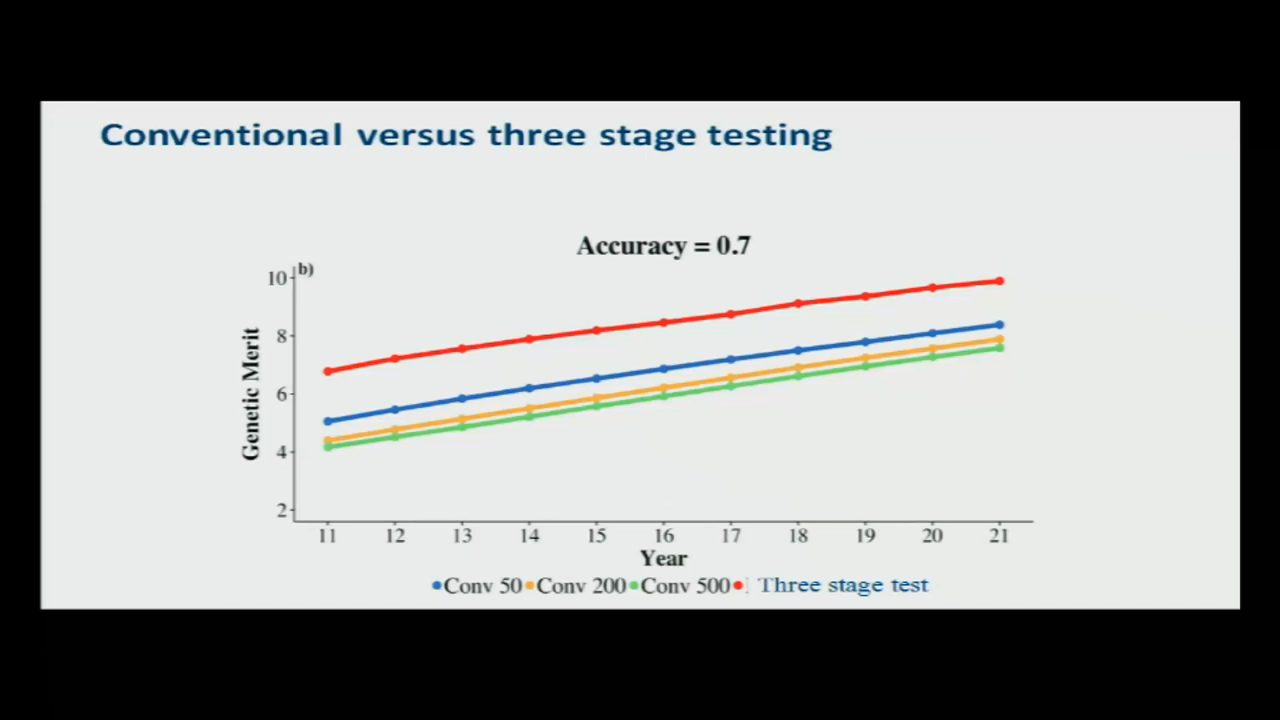 Conventional versus three stage testing
Accuracy = 0.7
b)
10
8
6
4
2
Genetic Merit
11 12 13 14 15 16 17 18 19 20 21
Year
Conv 50 Conv 200 Conv 500 Three stage test